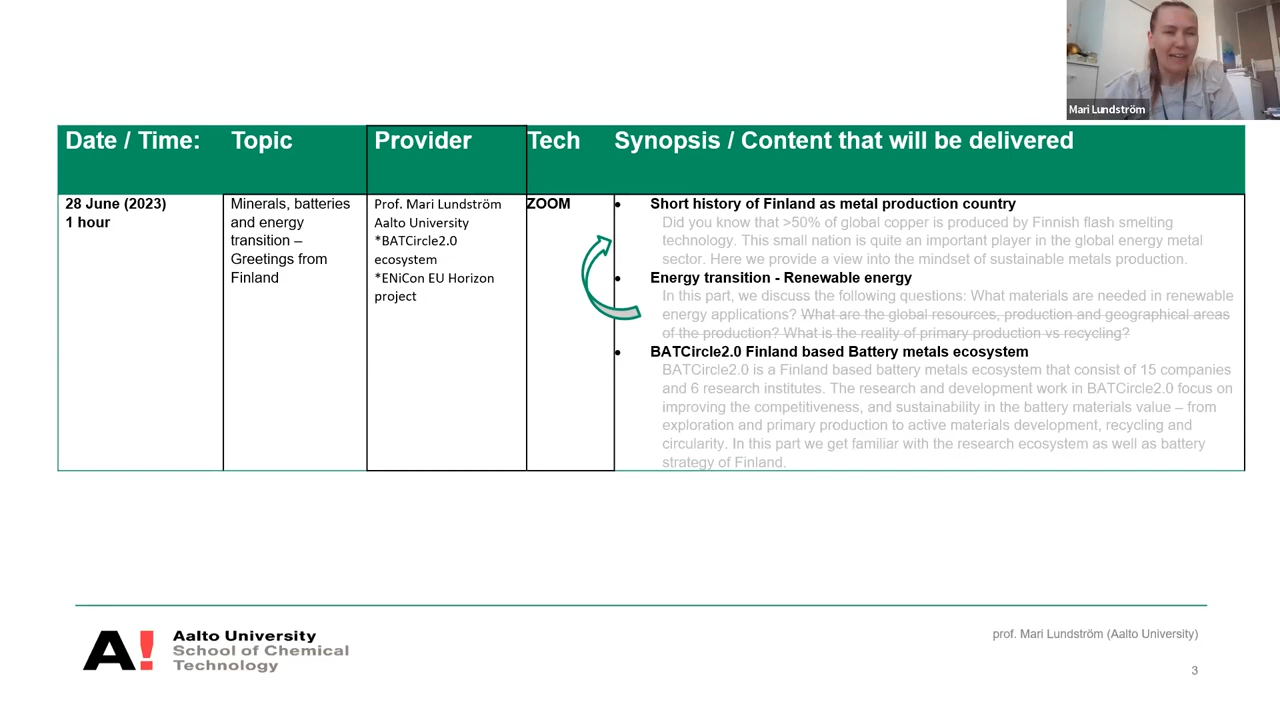 Mari Lundström
Date / Time:
Topic
Provider
Tech
Synopsis / Content that will be delivered
28 June (2023)
1 hour
Minerals, batteries
and energy
transition –
Greetings from
Finland
Prof. Mari Lundström
Aalto University
*BATCircle2.0
ecosystem
*ENiCon EU Horizon
project
ZOOM
• Short history of Finland as metal production country
Did you know that >50% of global copper is produced by Finnish flash smelting
technology. This small nation is quite an important player in the global energy metal
sector. Here we provide a view into the mindset of sustainable metals production.
• Energy transition - Renewable energy
In this part, we discuss the following questions: What materials are needed in renewable
energy applications? What are the global resources, production and geographical areas
of the production? What is the reality of primary production vs recycling?
• BATCircle2.0 Finland based Battery metals ecosystem
BATCircle2.0 is a Finland based battery metals ecosystem that consist of 15 companies
and 6 research institutes. The research and development work in BATCircle2.0 focus on
improving the competitiveness, and sustainability in the battery materials value – from
exploration and primary production to active materials development, recycling and
circularity. In this part we get familiar with the research ecosystem as well as battery
strategy of Finland.
A!
Aalto University
School of Chemical
Technology
prof. Mari Lundström (Aalto University)
3